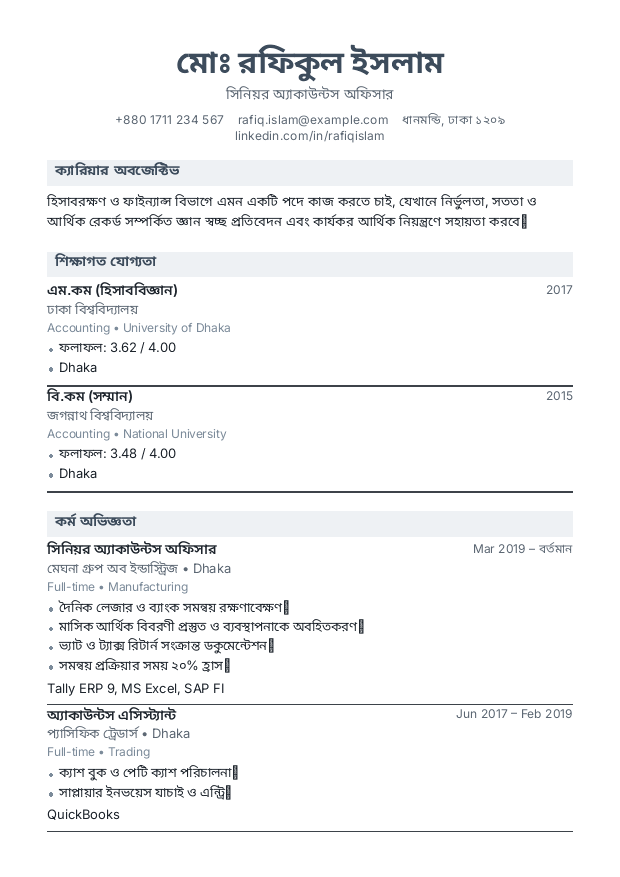 মোঃ রফিকুল ইসলাম
সিনিয়র অ্যাকাউন্টস অফিসার
+880 1711 234 567 rafiq.islam@example.com ধানমন্ডি, ঢাকা ১২০৯
linkedin.com/in/rafiqislam
ক্যারিয়ার অবজেক্টিভ
হিসাবরক্ষণ ও ফাইন্যান্স বিভাগে এমন একটি পদে কাজ করতে চাই, যেখানে নির্ভুলতা, সততা ও
আর্থিক রেকর্ড সম্পর্কিত জ্ঞান স্বচ্ছ প্রতিবেদন এবং কার্যকর আর্থিক নিয়ন্ত্রণে সহায়তা করবে
শিক্ষাগত যোগ্যতা
এম.কম (হিসাববিজ্ঞান) 2017
ঢাকা বিশ্ববিদ্যালয়
Accounting • University of Dhaka
• ফলাফল: 3.62 / 4.00
• Dhaka
বি.কম (সম্মান) 2015
জগন্নাথ বিশ্ববিদ্যালয়
Accounting • National University
• ফলাফল: 3.48 / 4.00
• Dhaka
কর্ম অভিজ্ঞতা
সিনিয়র অ্যাকাউন্টস অফিসার Mar 2019 – বর্তমান
মেঘনা গ্রুপ অব ইন্ডাস্ট্রিজ • Dhaka
Full-time • Manufacturing
• দৈনিক লেজার ও ব্যাংক সমন্বয় রক্ষণাবেক্ষণ
• মাসিক আর্থিক বিবরণী প্রস্তুত ও ব্যবস্থাপনাকে অবহিতকরণ
• ভ্যাট ও ট্যাক্স রিটার্ন সংক্রান্ত ডকুমেন্টেশন
• সমন্বয় প্রক্রিয়ার সময় ২০% হ্রাস
Tally ERP 9, MS Excel, SAP FI
অ্যাকাউন্টস এসিস্ট্যান্ট Jun 2017 – Feb 2019
প্যাসিফিক ট্রেডার্স • Dhaka
Full-time • Trading
• ক্যাশ বুক ও পেটি ক্যাশ পরিচালনা
• সাপ্লায়ার ইনভয়েস যাচাই ও এন্ট্রি
QuickBooks